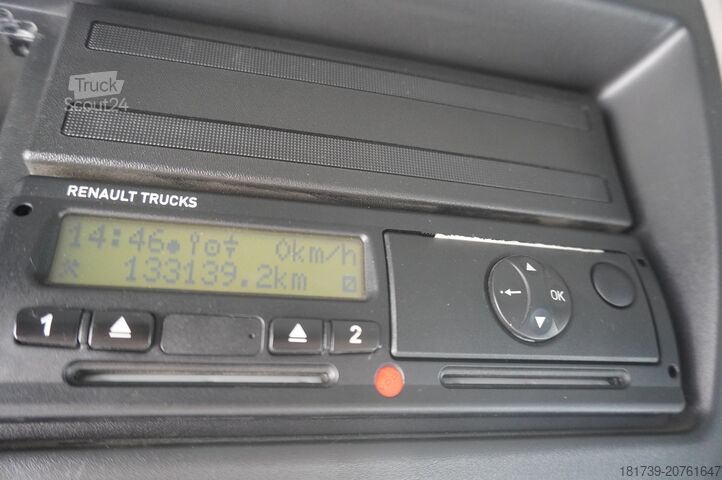 Truck
Scout24
RENAULT TRUCKS
14:46 0km/h
133139.2km
1 2
OK
181739-20761647